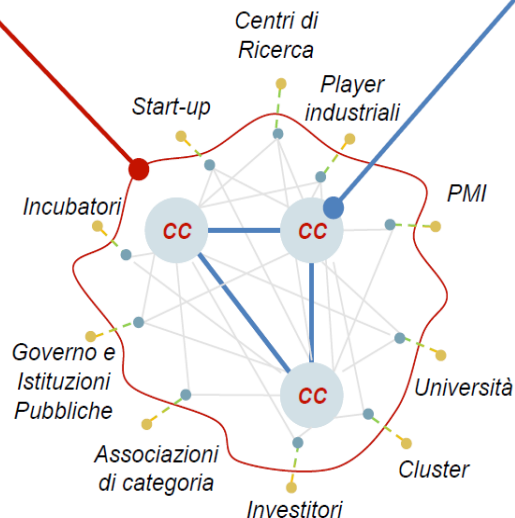 Centri di
Ricerca
Player
industriali
Start-up
PMI
Incubatori
CC
CC
Governo e
Istituzioni
Pubbliche
Università
CC
Associazioni
di categoria
Cluster
Investitori